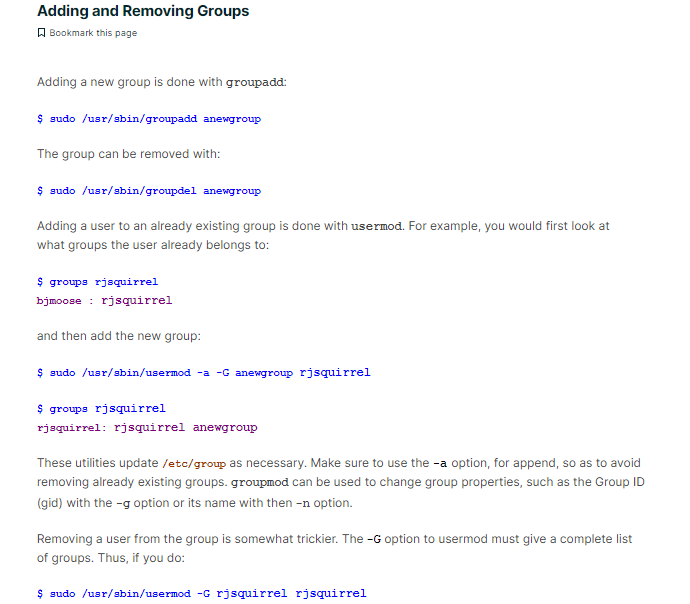 Adding and Removing Groups
Bookmark this page
Adding a new group is done with groupadd:
$ sudo /usr/sbin/groupadd anewgroup
The group can be removed with:
$ sudo /usr/sbin/groupdel anewgroup
Adding a user to an already existing group is done with usermod. For example, you would first look at
what groups the user already belongs to:
$ groups rjsquirrel
bjmoose : rjsquirrel
and then add the new group:
$ sudo /usr/sbin/usermod -a -G anewgroup rjsquirrel
$ groups rjsquirrel
rjsquirrel: rjsquirrel anewgroup
These utilities update /etc/group as necessary. Make sure to use the -a option, for append, so as to avoid
removing already existing groups. groupmod can be used to change group properties, such as the Group ID
(gid) with the -g option or its name with then -n option.
Removing a user from the group is somewhat trickier. The -G option to usermod must give a complete list
of groups. Thus, if you do:
$ sudo /usr/sbin/usermod -G rjsquirrel rjsquirrel